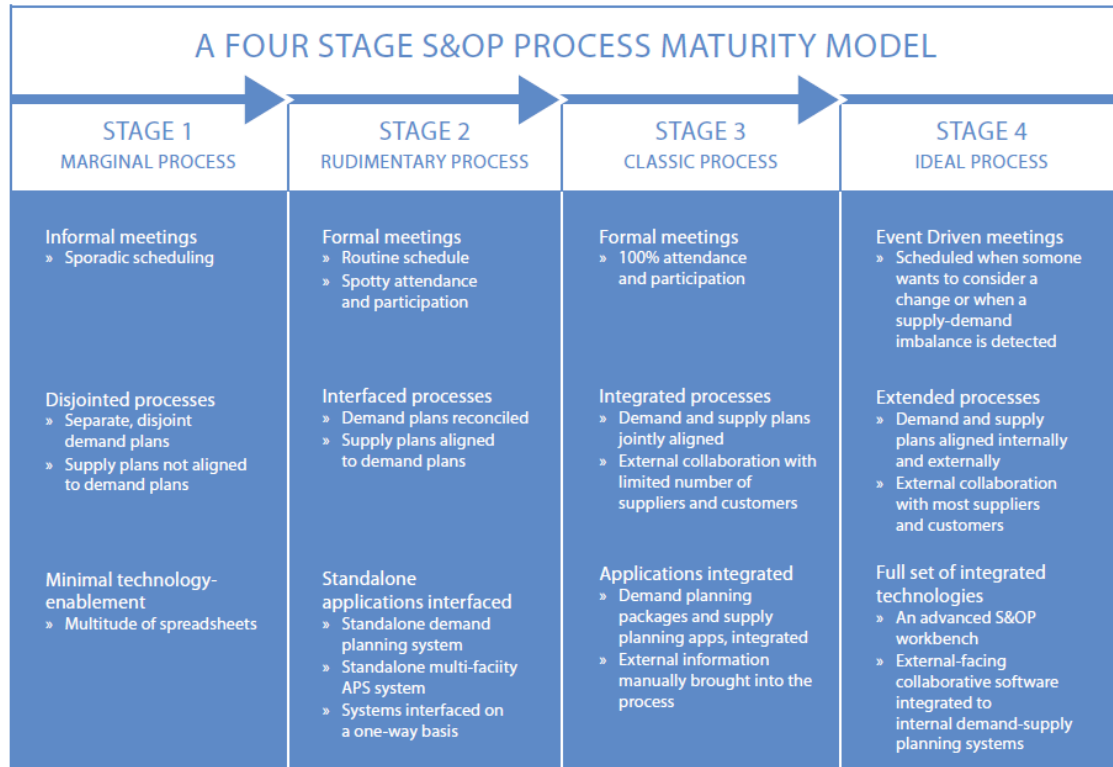 A FOUR STAGE S&OP PROCESS MATURITY MODEL
STAGE 1
MARGINAL PROCESS
Informal meetings
» Sporadic scheduling
Disjointed processes
» Separate, disjoint
demand plans
» Supply plans not aligned
to demand plans
Minimal technology-
enablement
» Multitude of spreadsheets
STAGE 2
RUDIMENTARY PROCESS
Formal meetings
» Routine schedule
» Spotty attendance
and participation
Interfaced processes
» Demand plans reconciled
» Supply plans aligned
to demand plans
Standalone
applications interfaced
» Standalone demand
planning system
» Standalone multi-faciity
APS system
» Systems interfaced on
a one-way basis
STAGE 3
CLASSIC PROCESS
Formal meetings
» 100% attendance
and participation
Integrated processes
» Demand and supply plans
jointly aligned
» External collaboration with
limited number of
suppliers and customers
Applications integrated
» Demand planning
packages and supply
planning apps, integrated
» External information
manually brought into the
process
STAGE 4
IDEAL PROCESS
Event Driven meetings
» Scheduled when somone
wants to consider a
change or when a
supply-demand
imbalance is detected
Extended processes
» Demand and supply
plans aligned internally
and externally
» External collaboration
with most suppliers
and customers
Full set of integrated
technologies
» An advanced S&OP
workbench
» External-facing
collaborative software
integrated to
internal demand-supply
planning systems